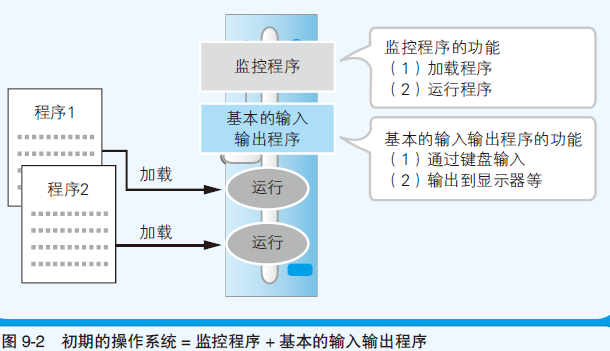 监控程序
监控程序的功能
（1）加载程序
（2）运行程序
程序1
基本的输入
输出程序
基本的输入输出程序的功能
（1）通过键盘输入
（2）输出到显示器等
加载
运行
程序2
加载
运行
图 9-2 初期的操作系统 = 监控程序 + 基本的输入输出程序